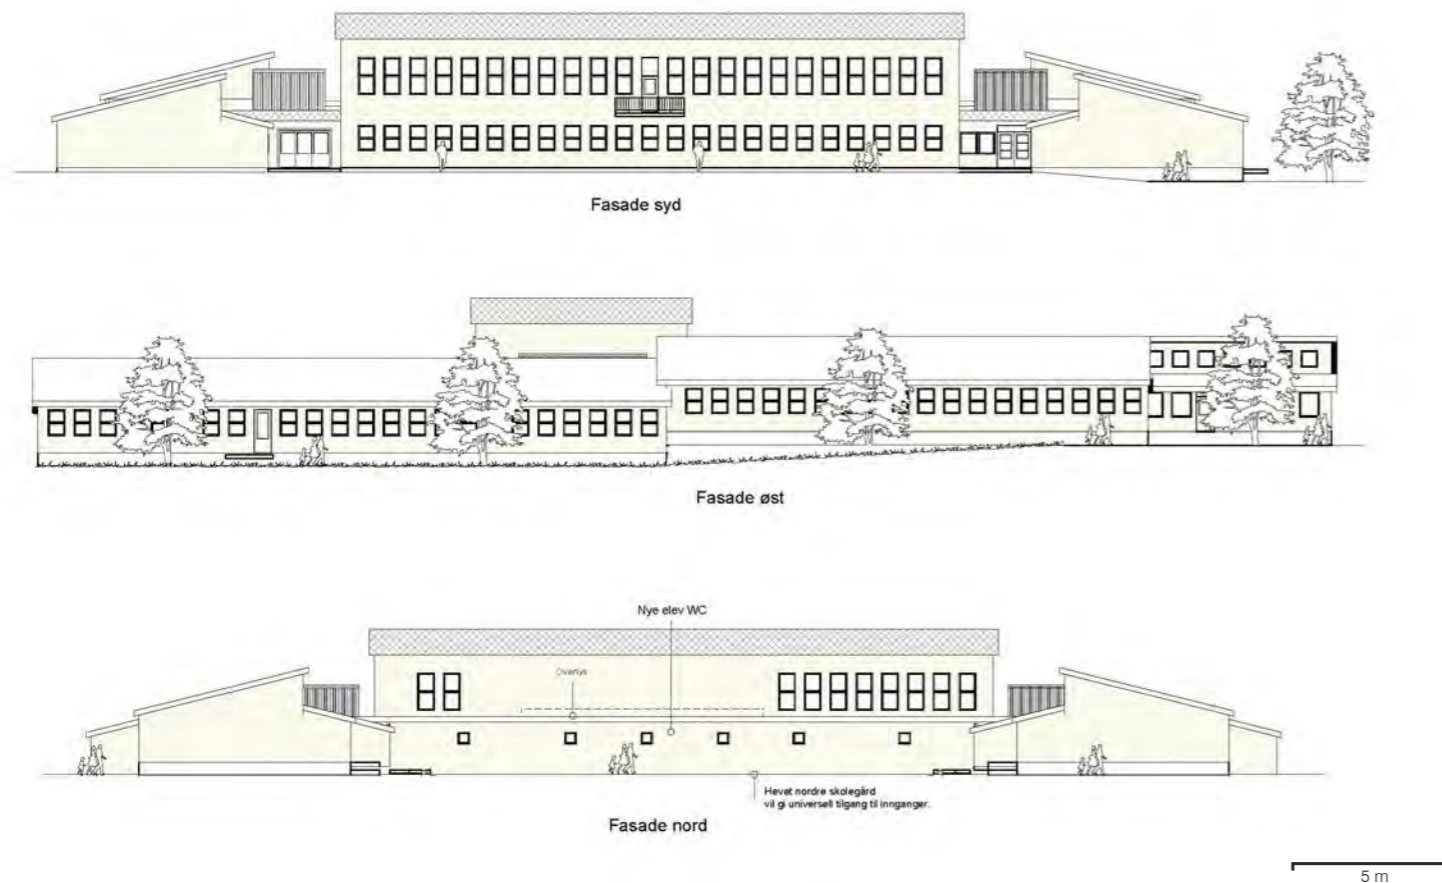 Fasade syd
Fasade øst
Nye elev WC
Overlys
Hevet nordre skolegård
vil gi universell tilgang til innganger.
Fasade nord
5 m